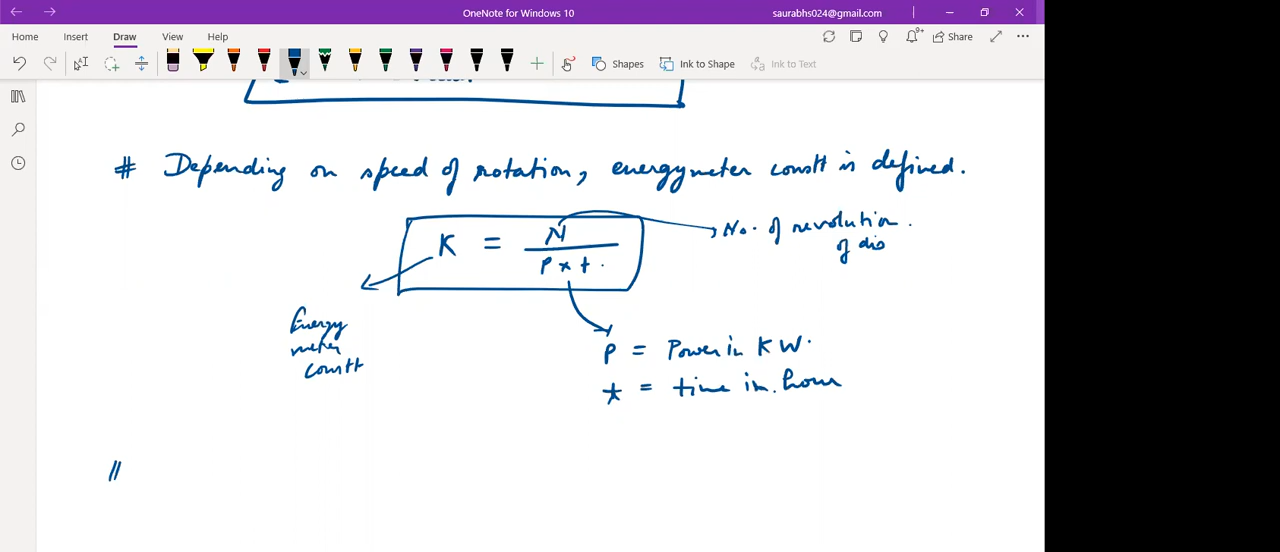 OneNote for Windows 10
saurabhs024@gmail.com
Home Insert Draw View Help
9+ Share
Shapes Ink to Shape Ink to Text
# Depending on speed of rotation, energymeter constt is defined.
K = N / P x t.
No. of revolution.
of dis
Energy
meter
constt
P = Power in KW.
t = time in. hour